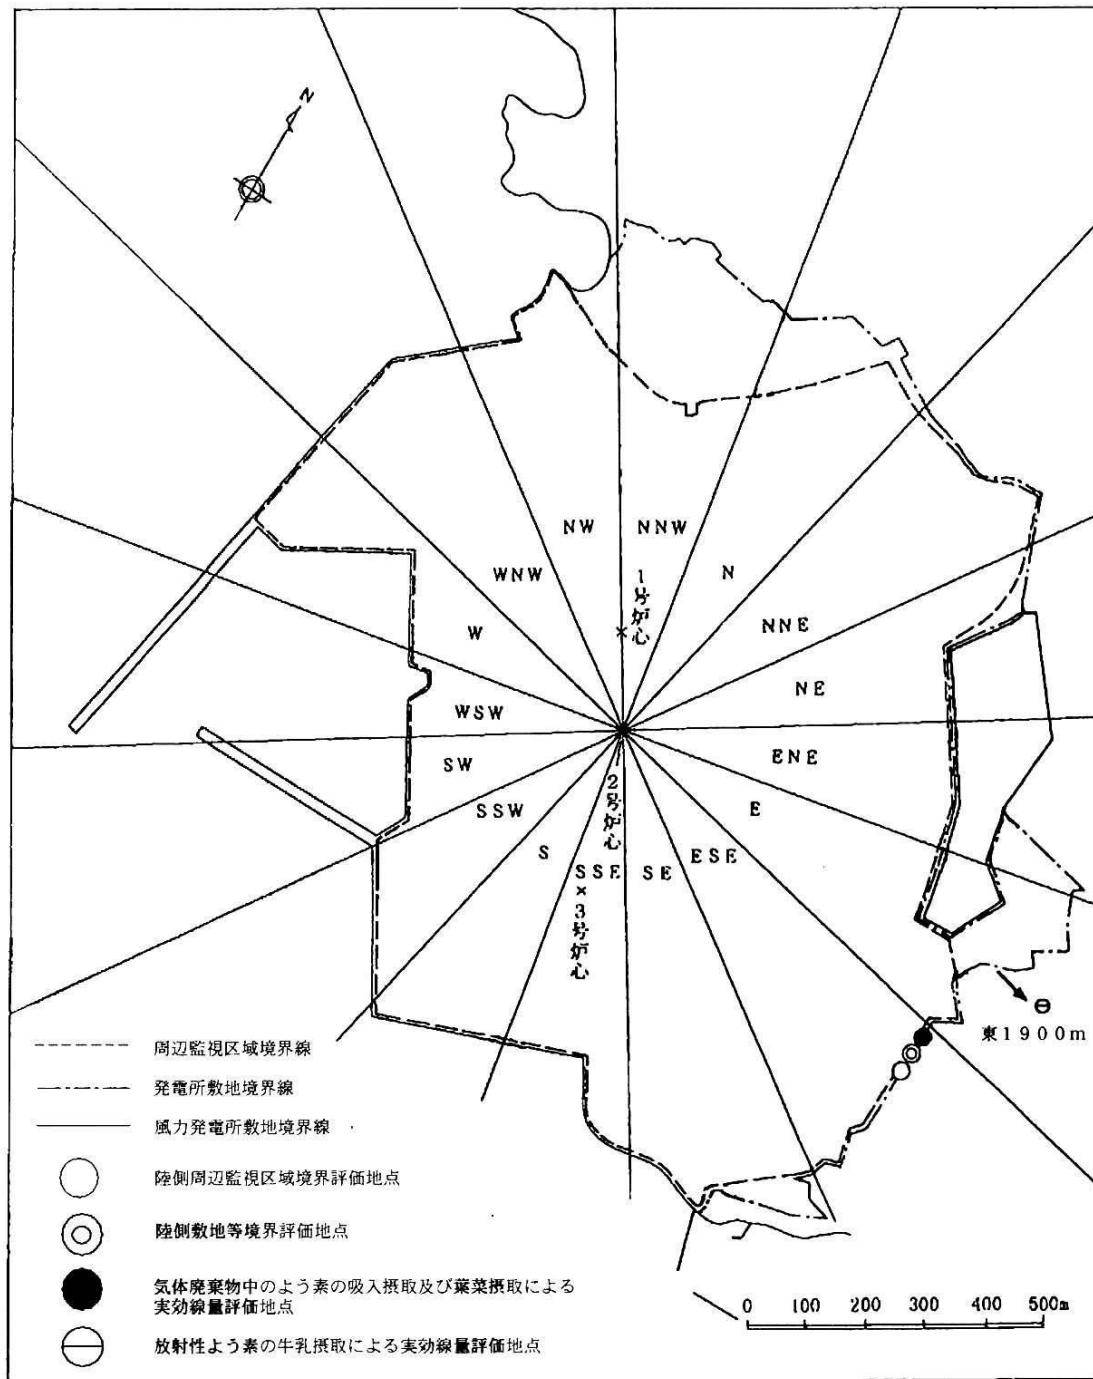 N
NW
NNW
WNW
N
1号炉心
W
NNE
NE
WSW
ENE
SW
2号炉心
E
SSW
S
SSE
SE
ESE
3号炉心
東1900m
周辺監視区域境界線
発電所敷地境界線
風力発電所敷地境界線
陸側周辺監視区域境界評価地点
陸側敷地等境界評価地点
気体廃棄物中のよう素の吸入摂取及び葉菜摂取による
実効線量評価地点
放射性よう素の牛乳摂取による実効線量評価地点
0 100 200 300 400 500m